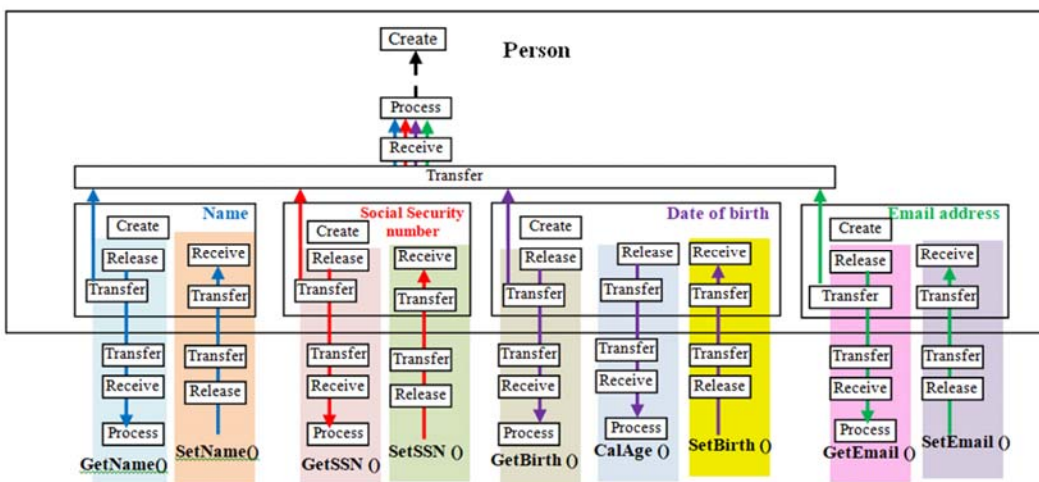 Create
Person
Process
Receive
Transfer
Name
Create
Release
Receive
Transfer
Transfer
Transfer
Transfer
Receive
Release
Process
GetName()
SetName()
Social Security
number
Create
Release
Receive
Transfer
Transfer
Transfer
Transfer
Receive
Release
Process
GetSSN ()
SetSSN ()
Date of birth
Create
Release
Release
Receive
Transfer
Transfer
Transfer
Transfer
Transfer
Transfer
Receive
Receive
Release
Process
Process
GetBirth ()
CalAge ()
SetBirth ()
Email address
Create
Release
Receive
Transfer
Transfer
Transfer
Transfer
Receive
Release
Process
GetEmail ()
SetEmail ()